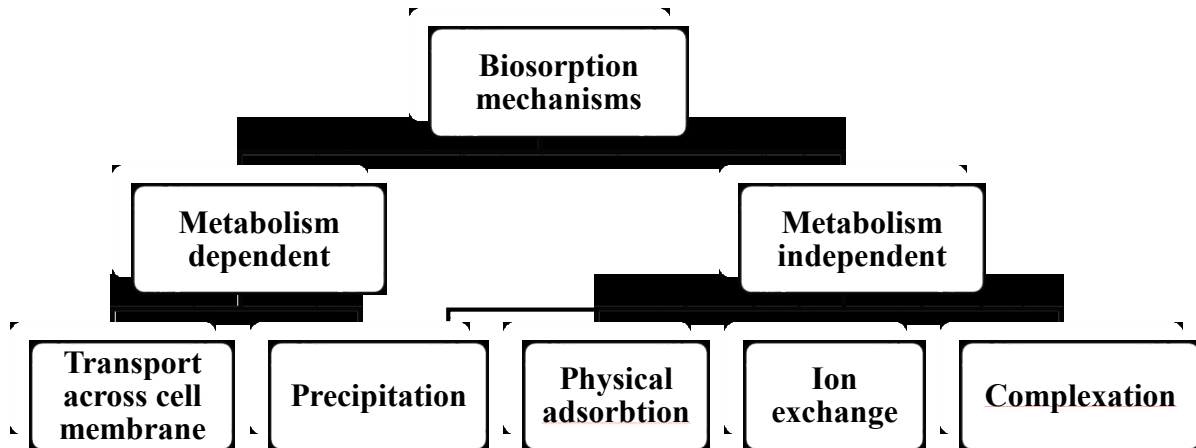 Biosorption
mechanisms
Metabolism
dependent
Metabolism
independent
Transport
across cell
membrane
Precipitation
Physical
adsorbtion
Ion
exchange
Complexation